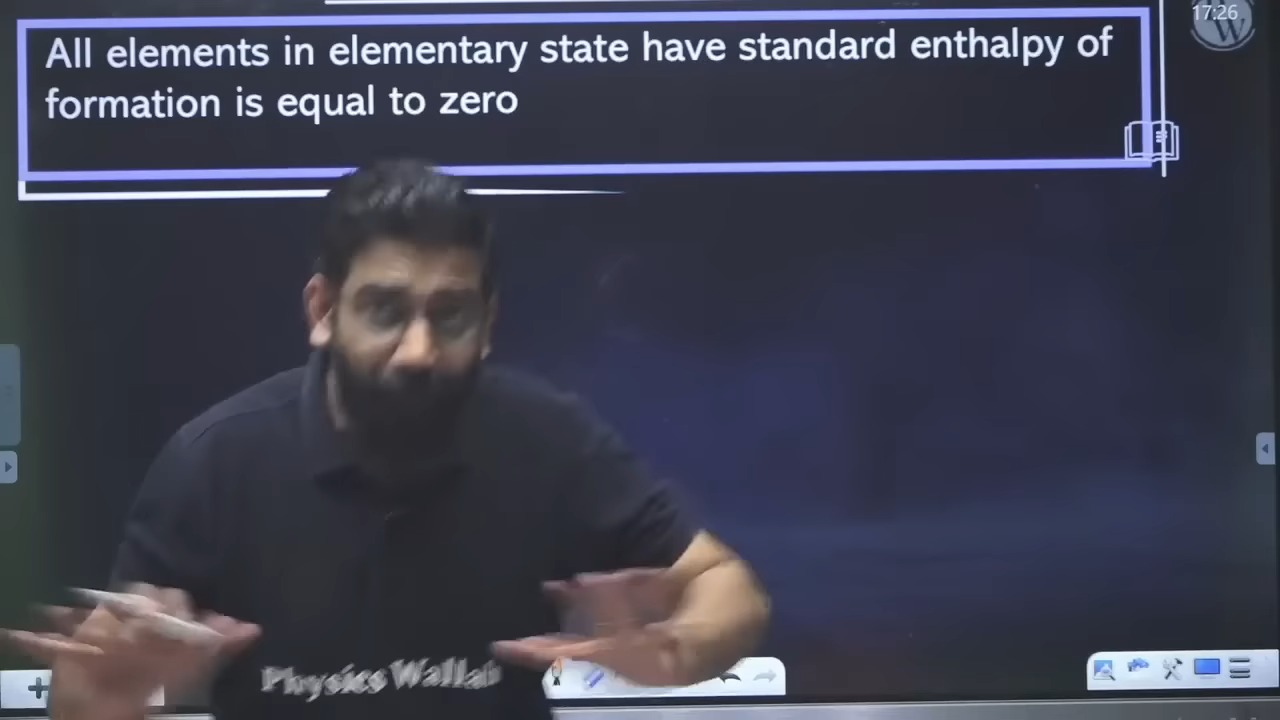 17:26
All elements in elementary state have standard enthalpy of
formation is equal to zero
W
Physics Wallah